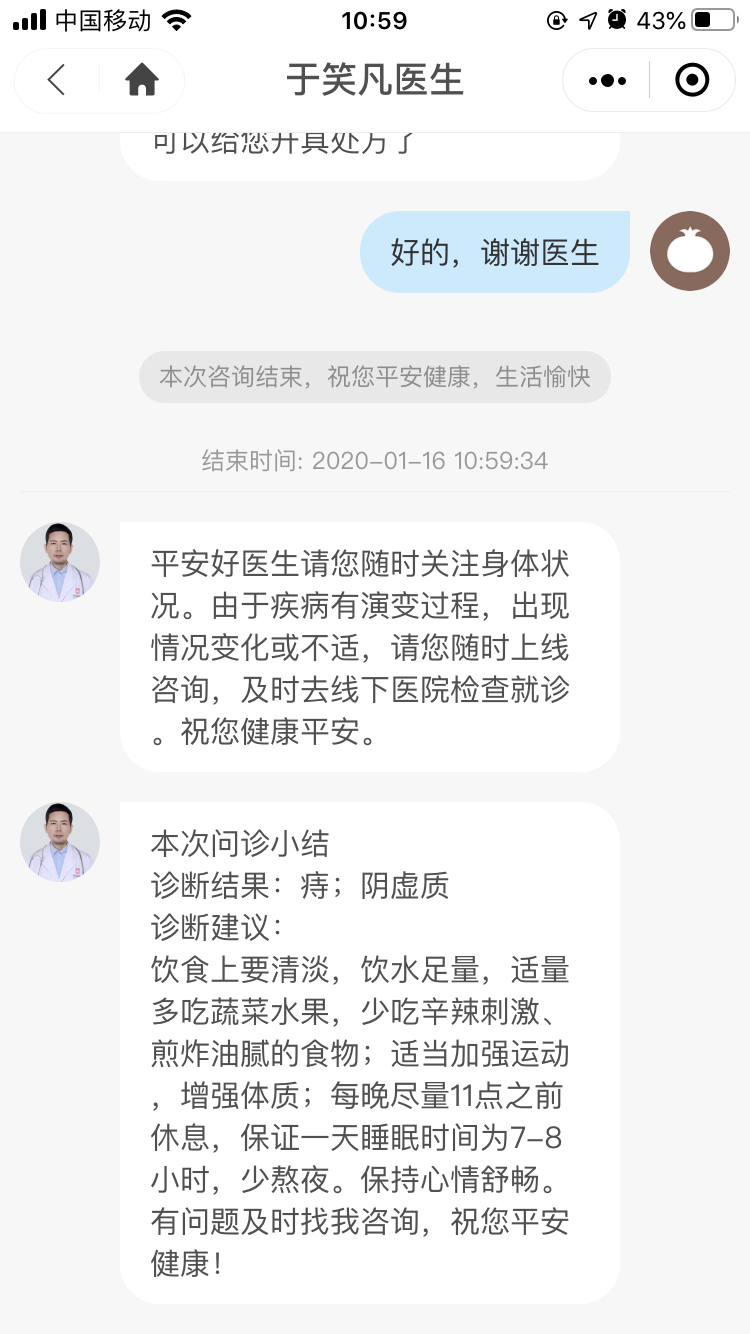 中国移动
10:59
43%
于笑凡医生
可以给您开具处方了
好的，谢谢医生
本次咨询结束，祝您平安健康，生活愉快
结束时间: 2020-01-16 10:59:34
平安好医生请您随时关注身体状
况。由于疾病有演变过程，出现
情况变化或不适，请您随时上线
咨询，及时去线下医院检查就诊
。祝您健康平安。
本次问诊小结
诊断结果：痔；阴虚质
诊断建议：
饮食上要清淡，饮水足量，适量
多吃蔬菜水果，少吃辛辣刺激、
煎炸油腻的食物；适当加强运动
，增强体质；每晚尽量11点之前
休息，保证一天睡眠时间为7-8
小时，少熬夜。保持心情舒畅。
有问题及时找我咨询，祝您平安
健康！